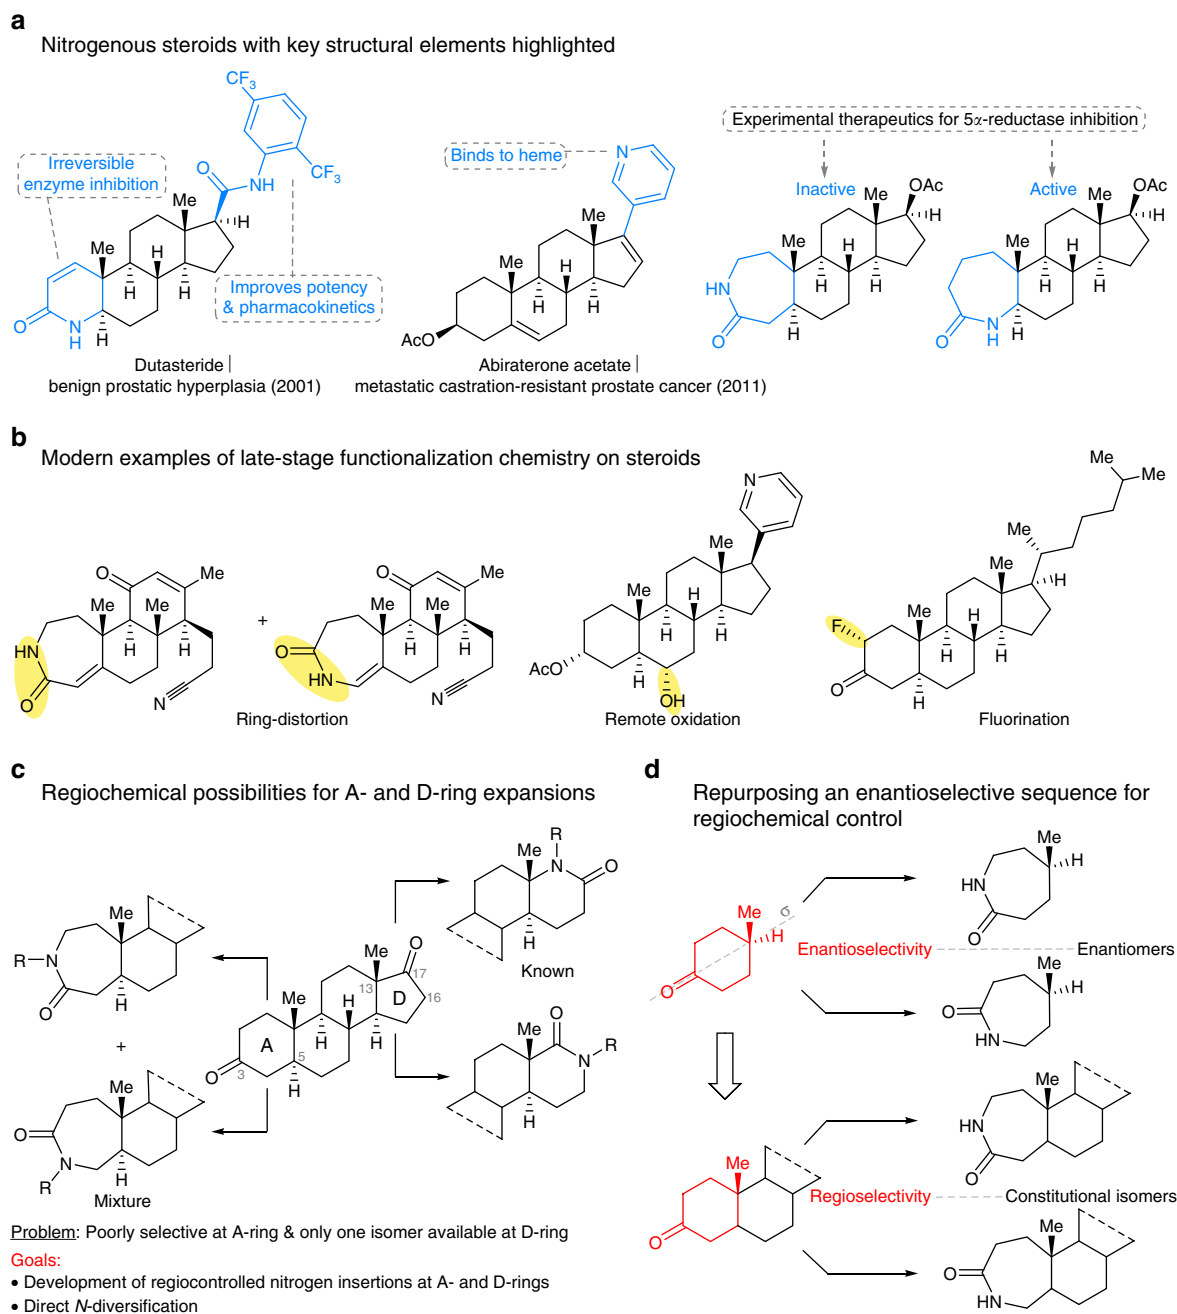 a
Nitrogenous steroids with key structural elements highlighted
CF3
CF3
O
NH
Irreversible
enzyme inhibition
Me
H
Me
H
H
H
O
N
H
H
Improves potency
& pharmacokinetics
Dutasteride |
benign prostatic hyperplasia (2001)
Binds to heme
N
Me
Me
H
H
H
AcO
Abiraterone acetate |
metastatic castration-resistant prostate cancer (2011)
Experimental therapeutics for 5α-reductase inhibition
Inactive
Me
OAc
H
Me
H
H
H
HN
O
H
Active
Me
OAc
H
Me
H
H
H
O
N
H
H
b
Modern examples of late-stage functionalization chemistry on steroids
O
Me
Me
Me
H
H
HN
O
N
+
O
Me
Me
Me
H
H
O
HN
N
Ring-distortion
N
Me
Me
H
H
H
AcO
H
OH
Remote oxidation
Me
Me
Me
Me
H
Me
H
H
H
F
O
H
Fluorination
c
Regiochemical possibilities for A- and D-ring expansions
Me
R
N
O
H
Known
Me
R
N
O
H
+
Me
O
N
R
H
Mixture
O
Me
17
13
D
16
Me
H
H
H
A
5
O
3
H
O
Me
N
R
H
Problem: Poorly selective at A-ring & only one isomer available at D-ring
Goals:
• Development of regiocontrolled nitrogen insertions at A- and D-rings
• Direct N-diversification
d
Repurposing an enantioselective sequence for
regiochemical control
Me
H
HN
O
Me
σ
H
O
Enantioselectivity
Enantiomers
Me
H
O
HN
Me
HN
O
Me
O
Regioselectivity
Constitutional isomers
Me
O
HN